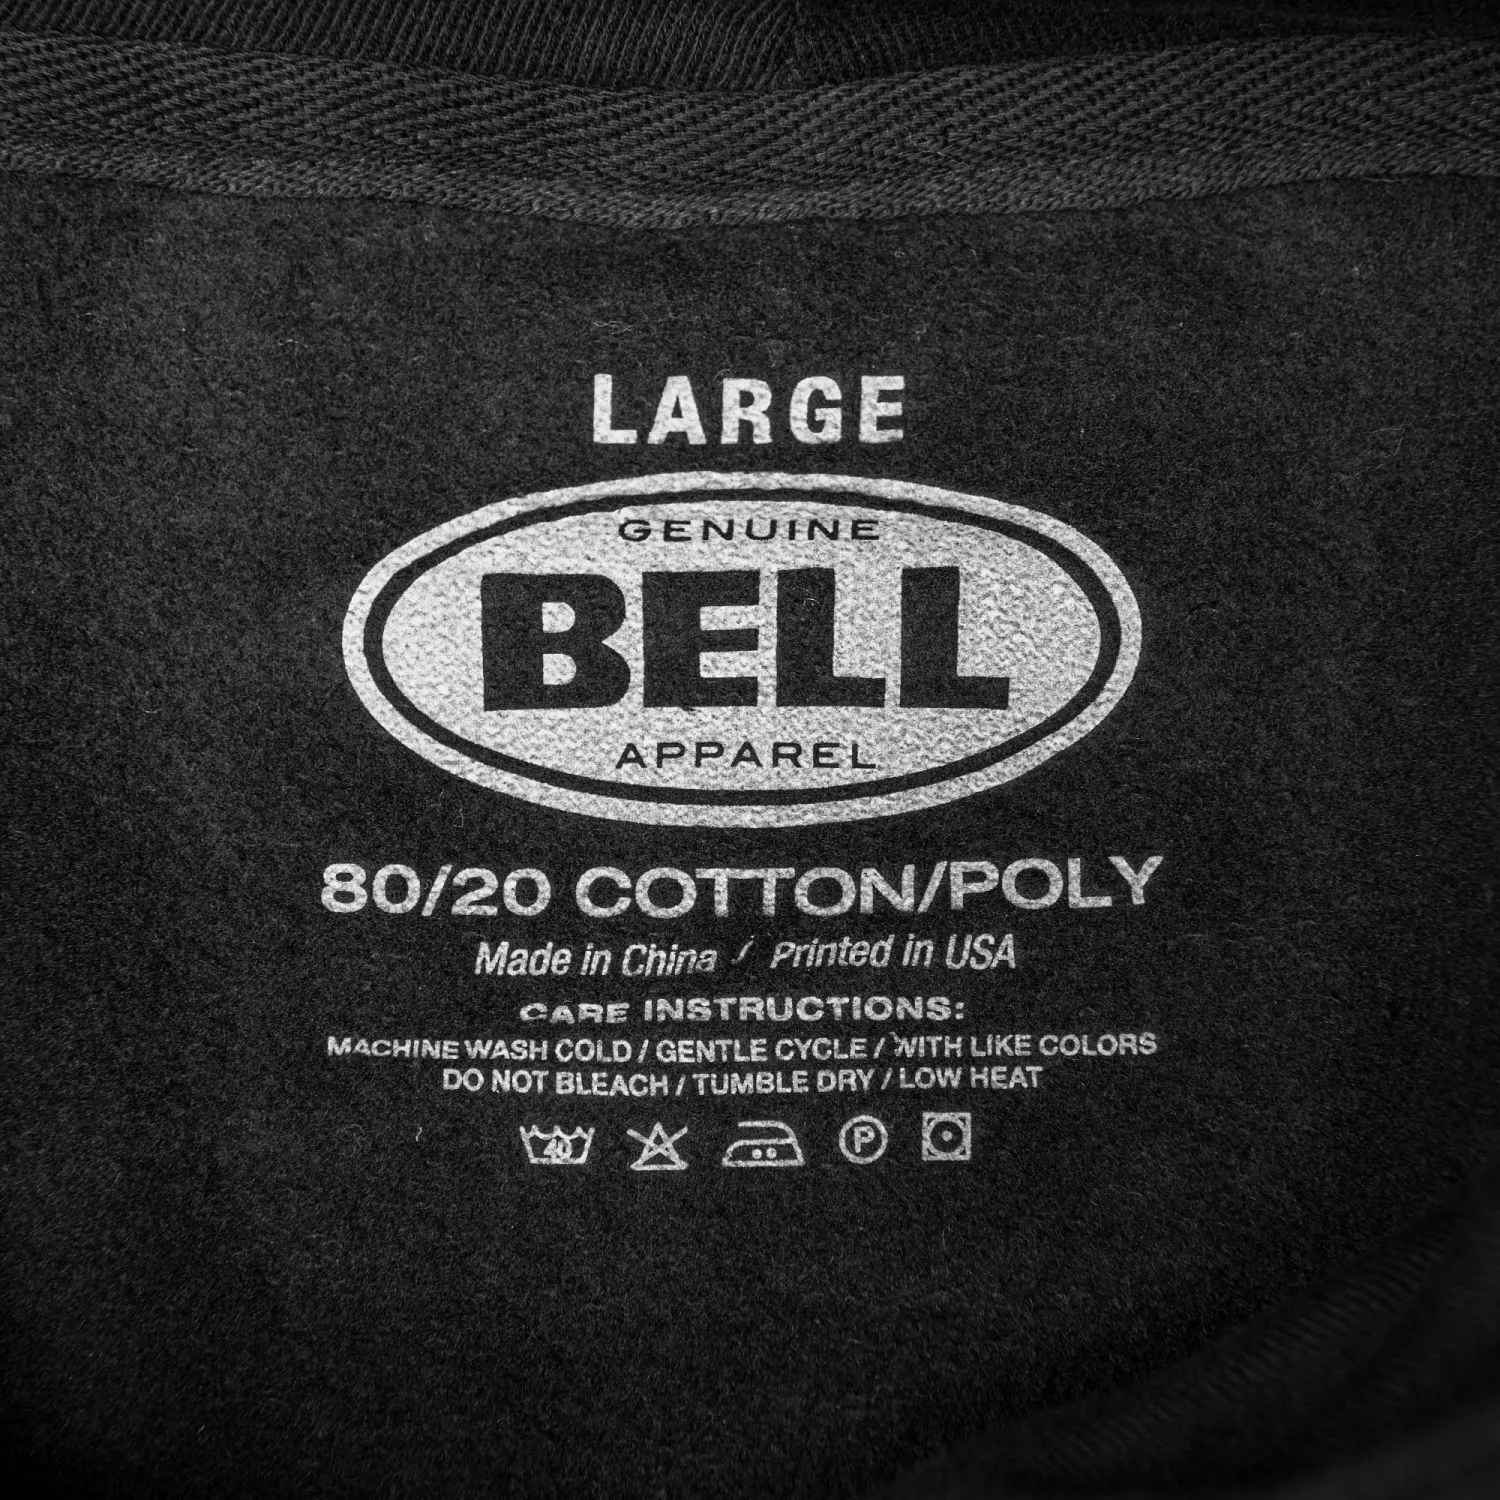 LARGE
GENUINE
BELL
APPAREL
80/20 COTTON/POLY
Made in China / Printed in USA
CARE INSTRUCTIONS:
MACHINE WASH COLD / GENTLE CYCLE / WITH LIKE COLORS
DO NOT BLEACH / TUMBLE DRY / LOW HEAT
40 P